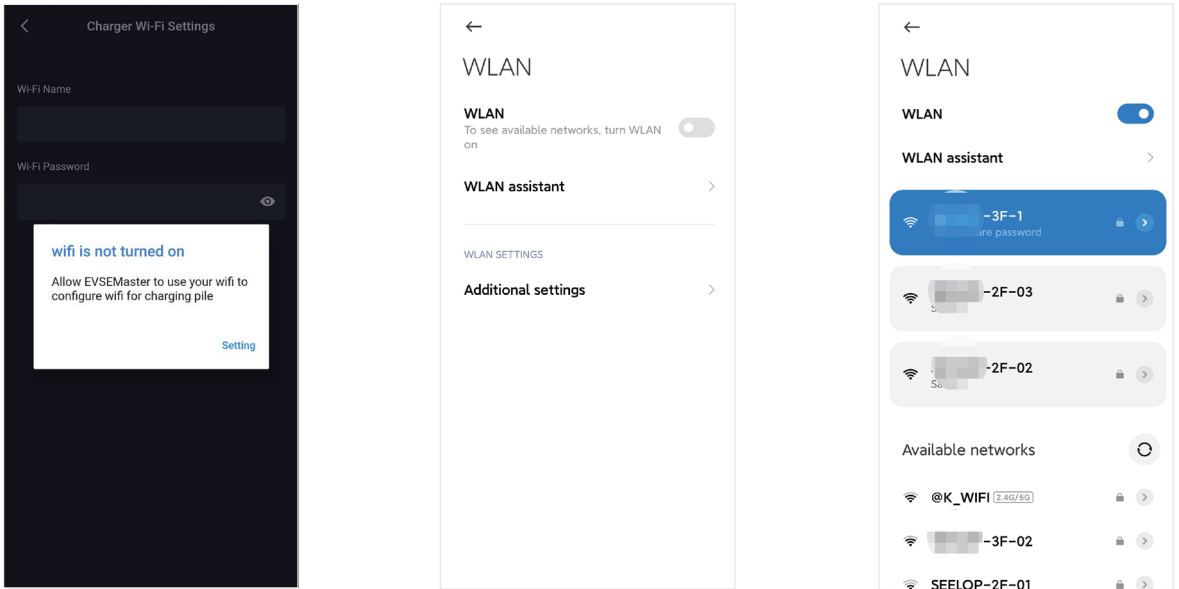 Charger Wi-Fi Settings
Wi-Fi Name
Wi-Fi Password
wifi is not turned on
Allow EVSEMaster to use your wifi to
configure wifi for charging pile
Setting
WLAN
WLAN
To see available networks, turn WLAN
on
WLAN assistant
WLAN SETTINGS
Additional settings
WLAN
WLAN
WLAN assistant
-3F-1
password
-2F-03
-2F-02
Available networks
@K_WIFI 2.4G/5G
-3F-02
SEELOP-2F-01